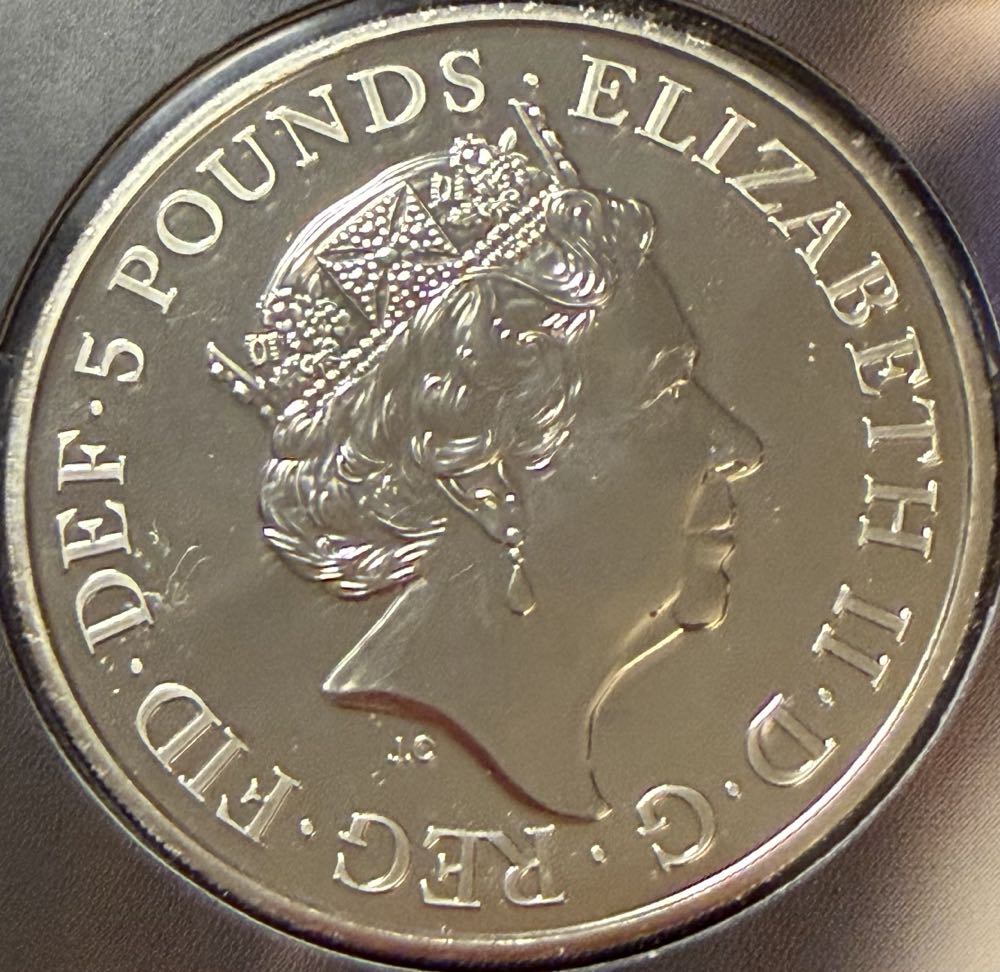 ELIZABETH II · D · G · REG · FID · DEF · 5 POUNDS ·
J.C